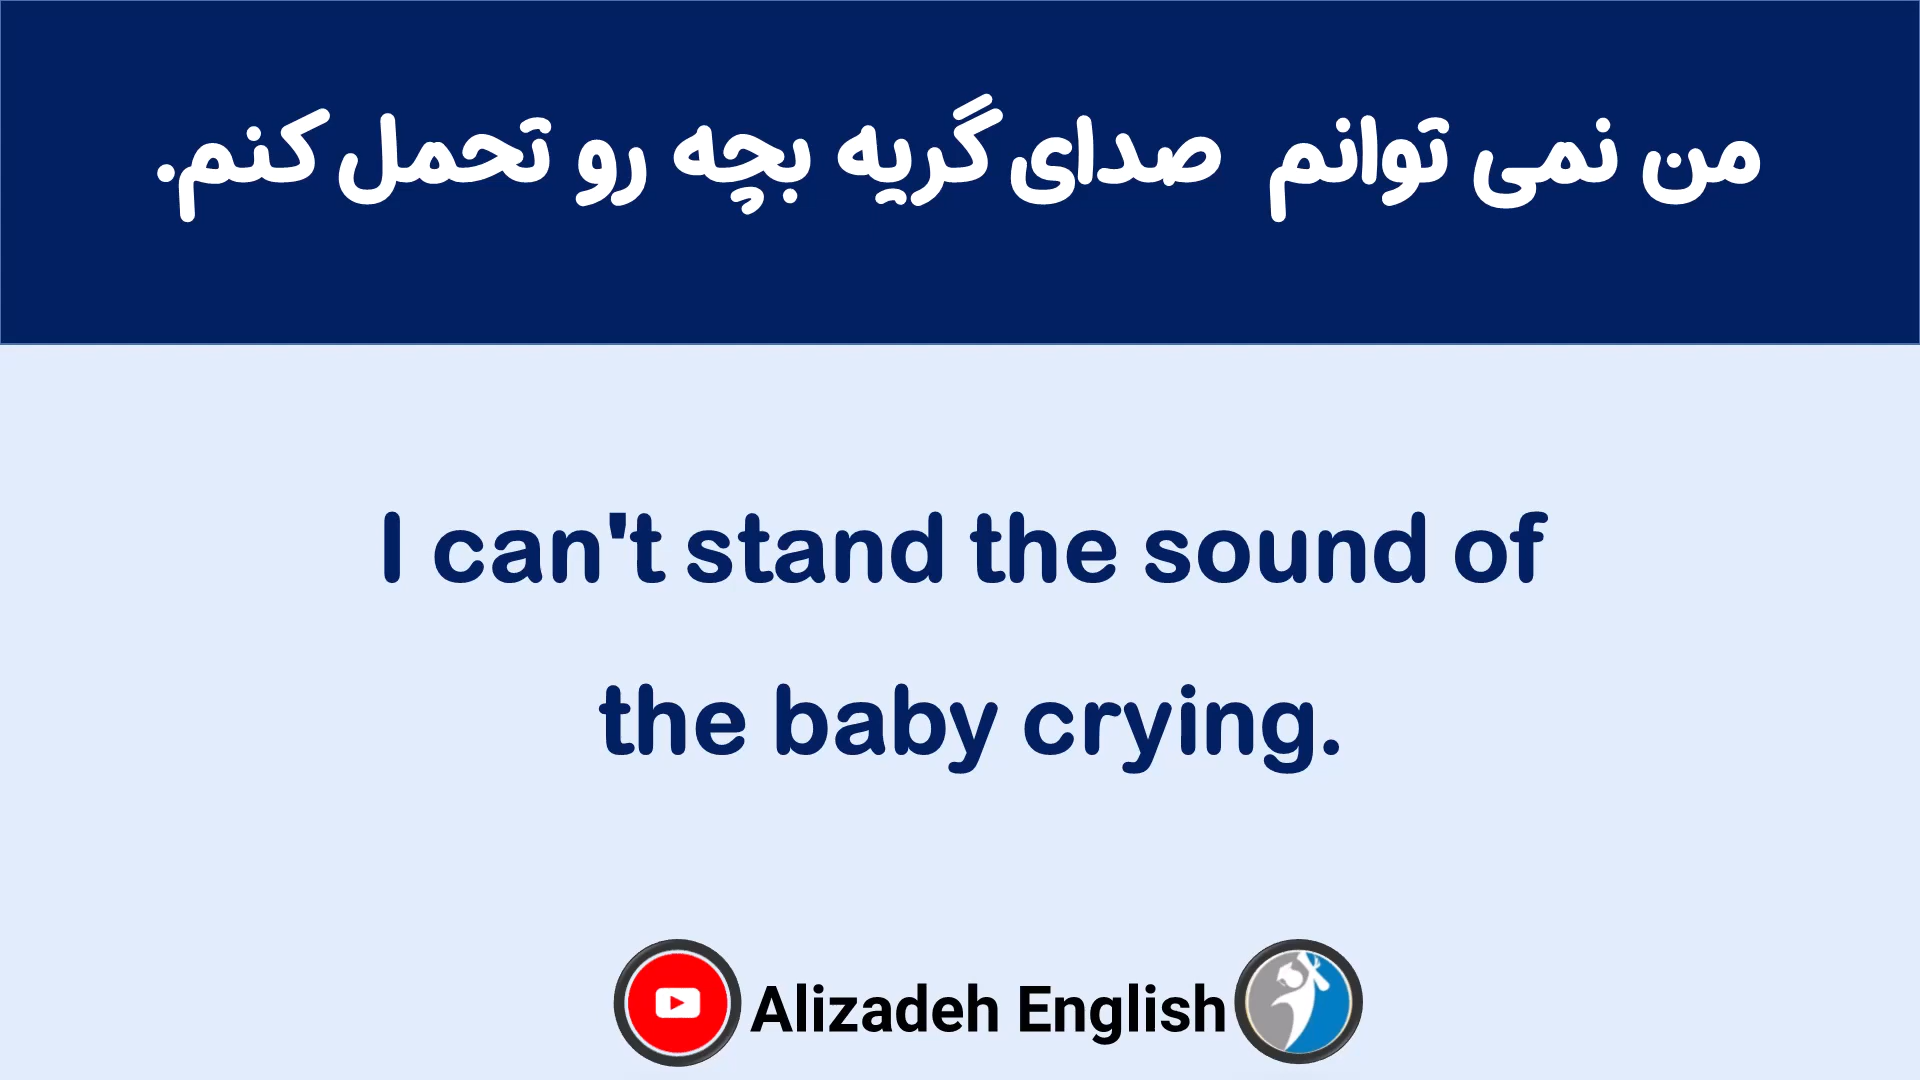 من نمی توانم  صدای گریه بچه رو تحمل کنم.
I can't stand the sound of
the baby crying.
Alizadeh English